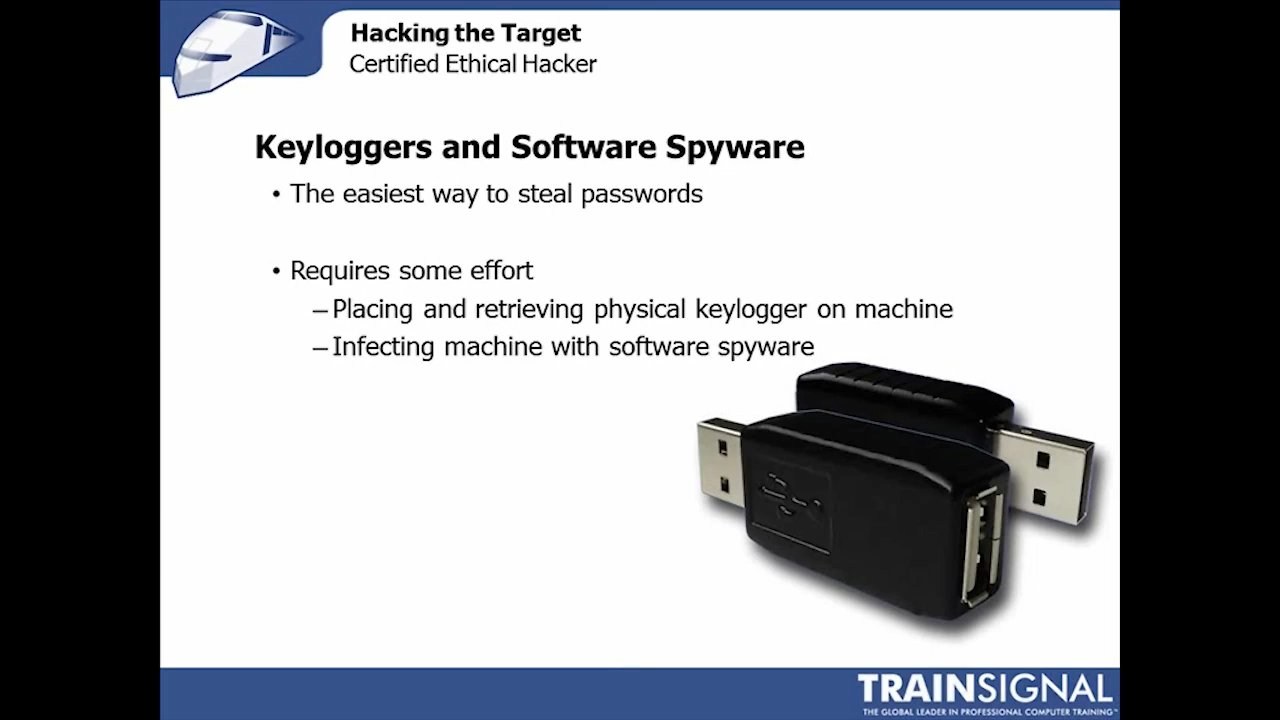 Hacking the Target
Certified Ethical Hacker
Keyloggers and Software Spyware
• The easiest way to steal passwords
• Requires some effort
– Placing and retrieving physical keylogger on machine
– Infecting machine with software spyware
TRAINSIGNAL
THE GLOBAL LEADER IN PROFESSIONAL COMPUTER TRAINING™